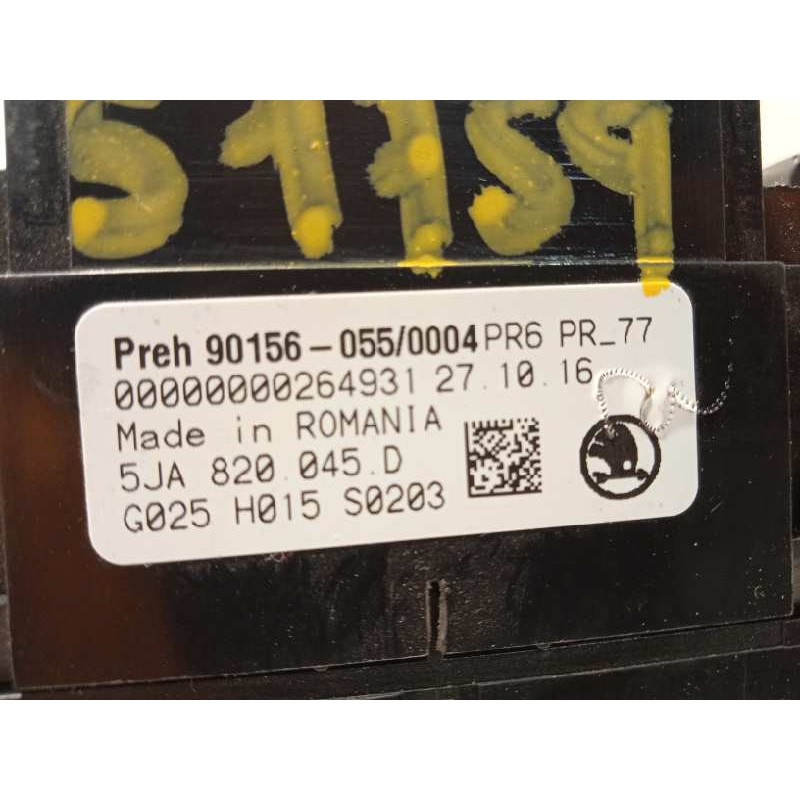 51759
Preh 90156-055/0004 PR6 PR_77
00000000264931 27.10.16
Made in ROMANIA
5JA 820.045.D
G025 H015 S0203